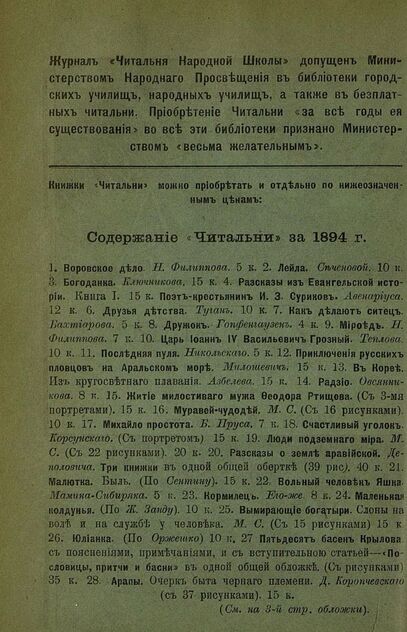 Журналъ «Читальня Народной Школы» допущенъ Мини-
стерствомъ Народнаго Просвѣщенія въ библіотеки город-
скихъ училищъ, народныхъ училищъ, а также въ безплат-
ныхъ читальни. Пріобрѣтеніе Читальни «за всѣ годы ея
существованія» во всѣ эти библіотеки признано Министер-
ствомъ «весьма желательнымъ».
Книжки «Читальни» можно пріобрѣтать и отдѣльно по нижеозначен-
нымъ цѣнамъ:
Содержаніе «Читальни» за 1894 г.
1. Воровское дѣло. Н. Филиппова. 5 к. 2. Лейла. Сѣченовой. 10 к.
3. Богоданка. Ключникова, 15 к. 4. Разсказы изъ Евангельской исто-
ріи. Книга I. 15 к. Поэтъ-крестьянинъ И. З. Суриковъ. Авенаріуса.
12 к. 6. Друзья дѣтства. Туганъ. 10 к. 7. Какъ дѣлаютъ ситецъ.
Бахтіарова. 5 к. 8. Дружокъ. Гопфенгаузенъ. 4 к. 9. Міроѣдъ. Н.
Филиппова. 7 к. 10. Царь Іоаннъ IV Васильевичъ Грозный. Теплова.
10 к. 11. Послѣдняя пуля. Никольскаго. 5 к. 12. Приключенія русскихъ
пловцовъ на Аральскомъ морѣ. Милошевичъ. 15 к. 13. Въ Кореѣ.
Изъ кругосвѣтнаго плаванія. Азбелева. 15 к. 14. Радзіо. Овсянни-
кова. 8 к. 15. Житіе милостиваго мужа Ѳеодора Ртищова. (Съ 3-мя
портретами). 15 к. 16. Муравей-чудодѣй. М. С. (Съ 16 рисунками).
10 к. 17. Михайло простота. Б. Пруса. 7 к. 18. Счастливый уголокъ.
Корсунскаго. (Съ портретомъ) 15 к. 19. Люди подземнаго міра. М.
С. (Съ 22 рисунками). 20 к. 20. Разсказы о землѣ аравійской. Де-
половича. Три книжки въ одной общей оберткѣ (39 рис). 40 к. 21.
Малютка. Быль. (По Сентину). 15 к. 22. Вольный человѣкъ Яшка.
Мамина-Сибиряка. 5 к. 23. Кормилецъ. Его-же. 8 к. 24. Маленькая
колдунья. (По Ж. Занду). 10 к. 25. Вымирающіе богатыри. Слоны на
волѣ и на службѣ у человѣка. М. С. (Съ 15 рисунками) 15 к.
26. Юліанка. (По Оржешко) 10 к. 27 Пятьдесятъ басенъ Крылова
съ поясненіями, примѣчаніями, и съ вступительною статьею—«По-
словицы, притчи и басни» въ одной общей обложкѣ. (Съ рисунками)
35 к. 28. Арапы. Очеркъ быта чернаго племени. Д. Коропчевскаго
(съ 37 рисунками). 15 к.
(См. на 3-й стр. обложки).